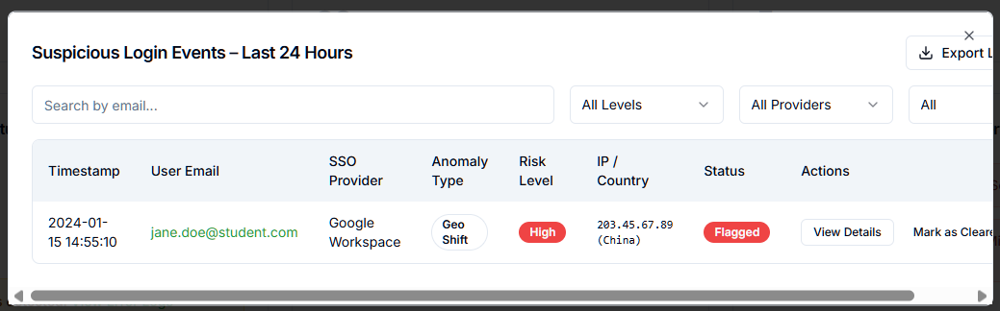 Suspicious Login Events – Last 24 Hours
Export L
Search by email...
All Levels
All Providers
All
Timestamp
User Email
SSO
Provider
Anomaly
Type
Risk
Level
IP /
Country
Status
Actions
2024-01-
15 14:55:10
jane.doe@student.com
Google
Workspace
Geo
Shift
High
203.45.67.89
(China)
Flagged
View Details
Mark as Cleare